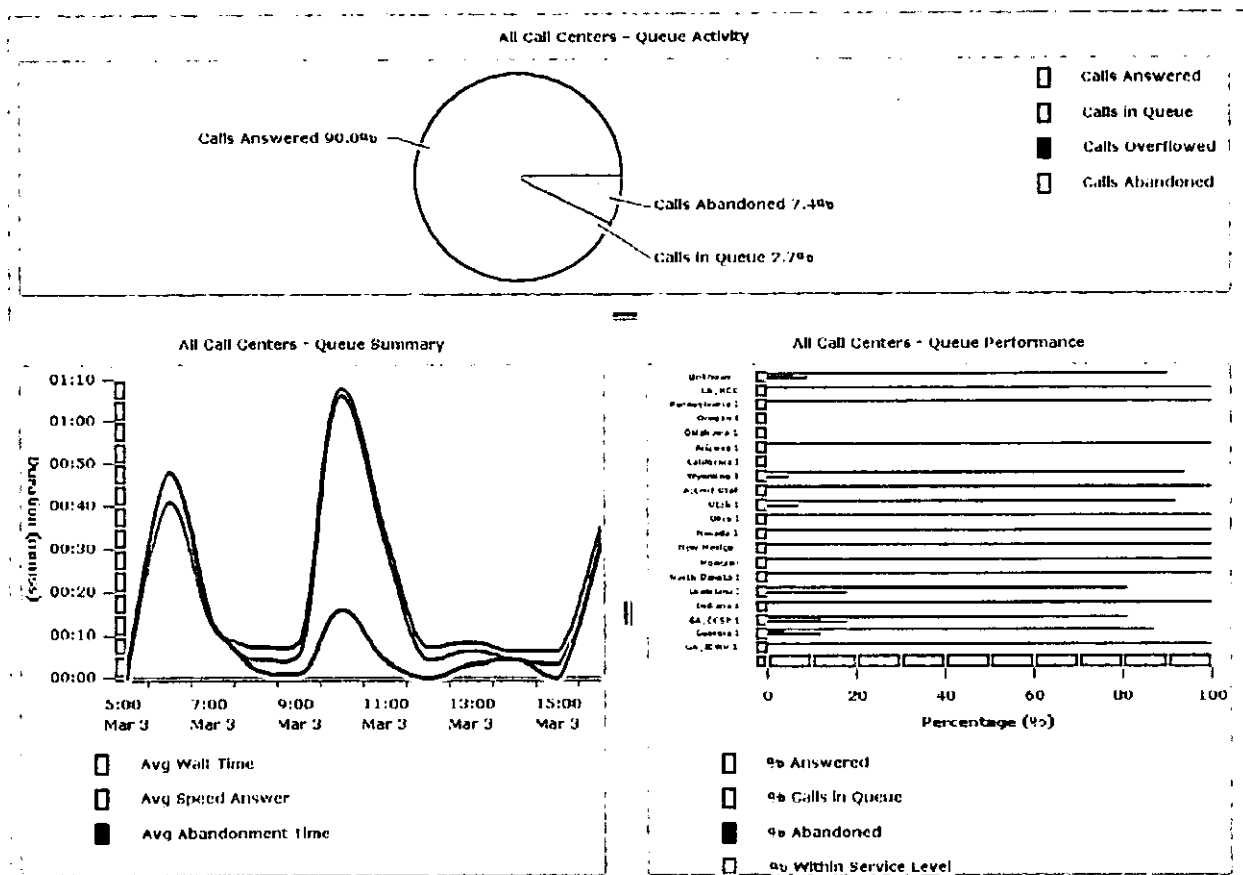 All Call Centers - Queue Activity
Calls Answered 90.0%
Calls Abandoned 7.4%
Calls in Queue 2.7%
Calls Answered
Calls in Queue
Calls Overflowed
Calls Abandoned
All Call Centers - Queue Summary
01:10
01:00
00:50
00:40
00:30
00:20
00:10
00:00
Duration (mm:ss)
5:00 7:00 9:00 11:00 13:00 15:00
Mar 3 Mar 3 Mar 3 Mar 3 Mar 3 Mar 3
Avg Wait Time
Avg Speed Answer
Avg Abandonment Time
All Call Centers - Queue Performance
Unknown
Pennsylvania 1
Oregon 1
Oklahoma 1
Arizona 1
California 1
Wyoming 1
Utah 1
Ohio 1
Nevada 1
New Mexico
North Dakota 1
Louisiana 1
Indiana 1
Georgia 1
0 20 40 60 80 100
Percentage (%)
% Answered
% Calls in Queue
% Abandoned
% Within Service Level